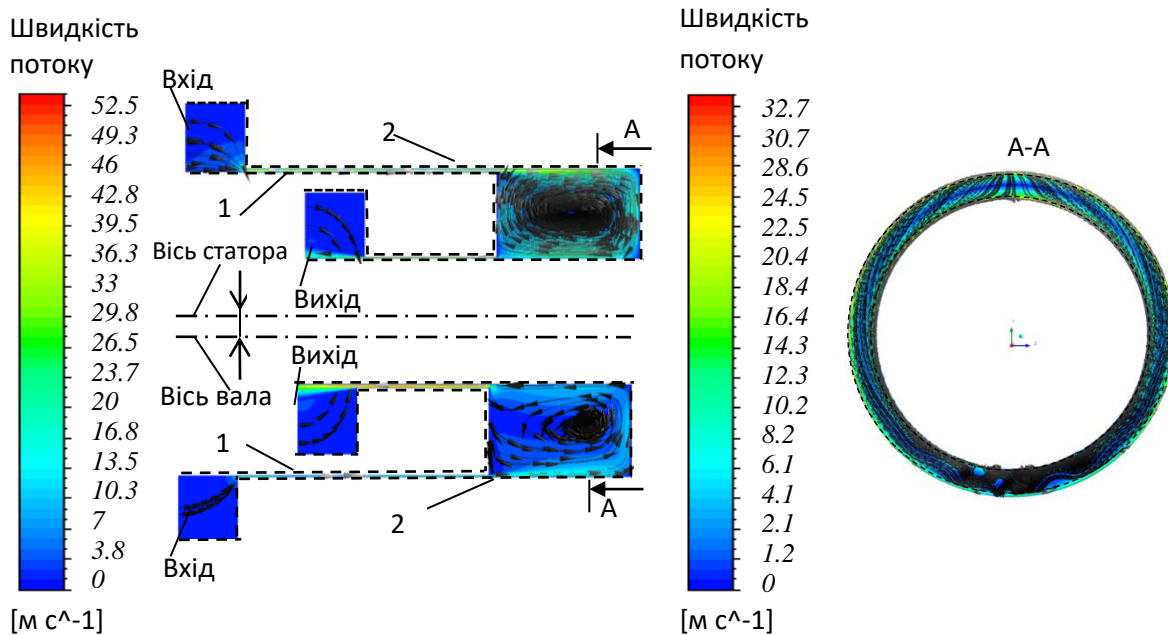 Швидкість
потоку
52.5
49.3
46
42.8
39.5
36.3
33
29.8
26.5
23.7
20
16.8
13.5
10.3
7
3.8
0
[м с^-1]
Вхід
2
A
1
Вісь статора
Вихід
Вихід
Вісь вала
1
A
2
Вхід
Швидкість
потоку
32.7
30.7
28.6
24.5
22.5
20.4
18.4
16.4
14.3
12.3
10.2
8.2
6.1
4.1
2.1
1.2
0
[м с^-1]
A-A